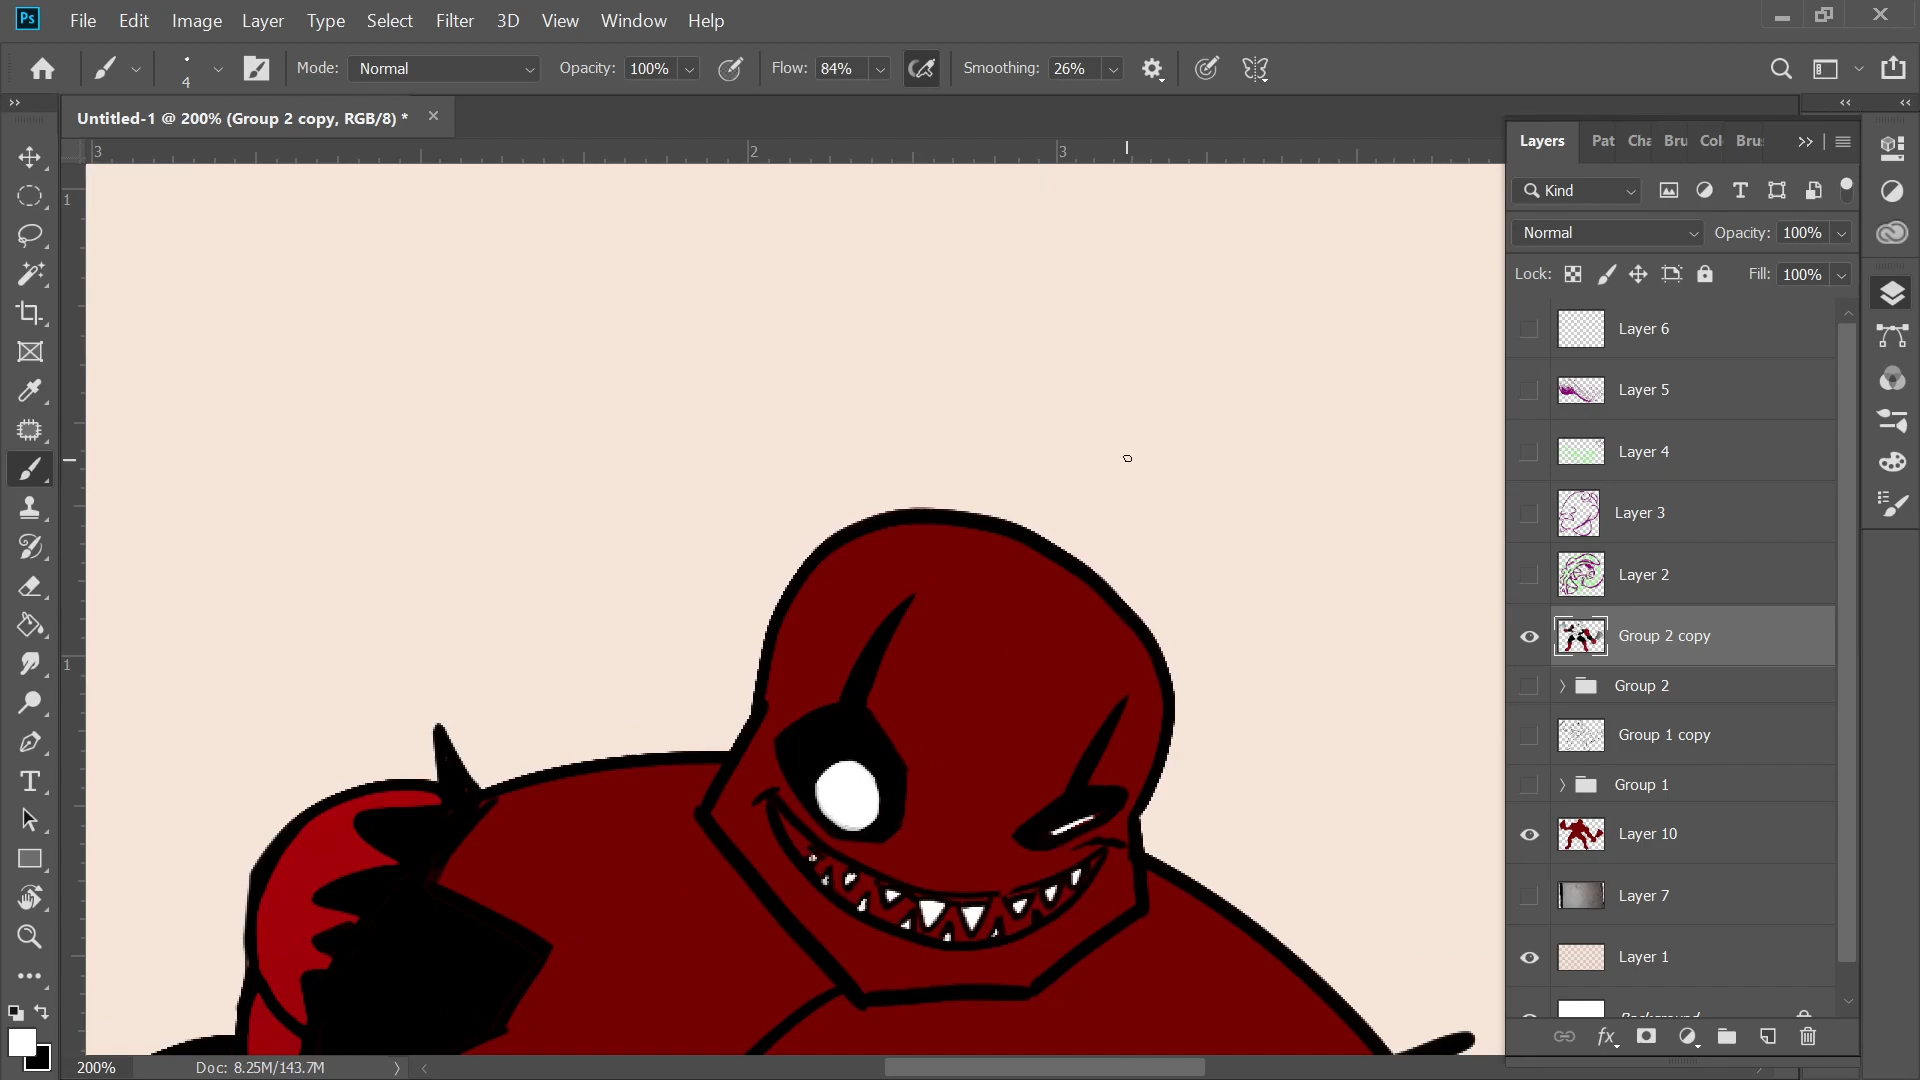 Ps File Edit Image Layer Type Select Filter 3D View Window Help
4 Mode: Normal Opacity: 100% Flow: 84% Smoothing: 26%
Untitled-1 @ 200% (Group 2 copy, RGB/8) *
3 2 3
1
1
Layers Pat Cha Bru Col Bru
Kind
Normal Opacity: 100%
Lock: Fill: 100%
Layer 6
Layer 5
Layer 4
Layer 3
Layer 2
Group 2 copy
Group 2
Group 1 copy
Group 1
Layer 10
Layer 7
Layer 1
Background
fx
200% Doc: 8.25M/143.7M